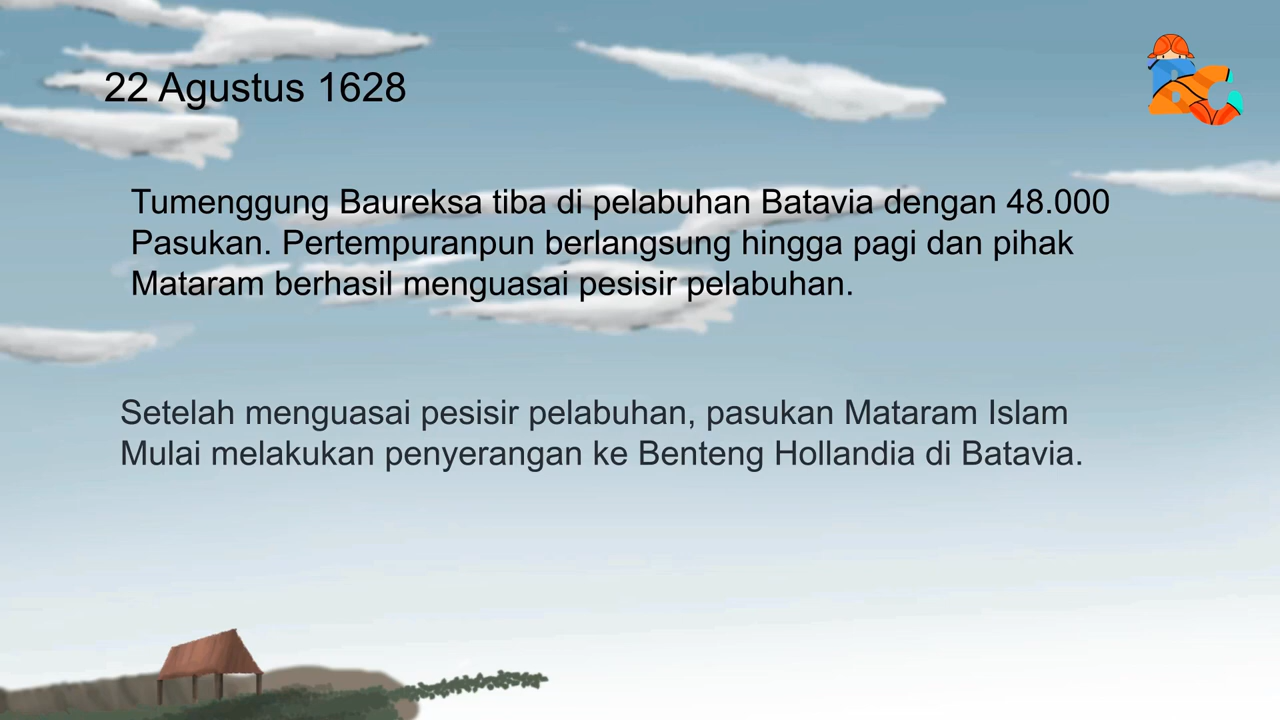 22 Agustus 1628
BC
Tumenggung Baureksa tiba di pelabuhan Batavia dengan 48.000
Pasukan. Pertempuranpun berlangsung hingga pagi dan pihak
Mataram berhasil menguasai pesisir pelabuhan.
Setelah menguasai pesisir pelabuhan, pasukan Mataram Islam
Mulai melakukan penyerangan ke Benteng Hollandia di Batavia.